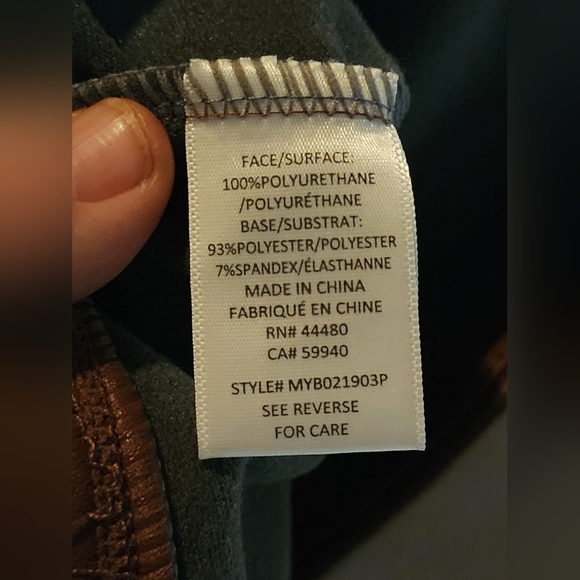 FACE/SURFACE:
100%POLYURETHANE
/POLYURÉTHANE
BASE/SUBSTRAT:
93%POLYESTER/POLYESTER
7%SPANDEX/ÉLASTHANNE
MADE IN CHINA
FABRIQUÉ EN CHINE
RN# 44480
CA# 59940
STYLE# MYB021903P
SEE REVERSE
FOR CARE